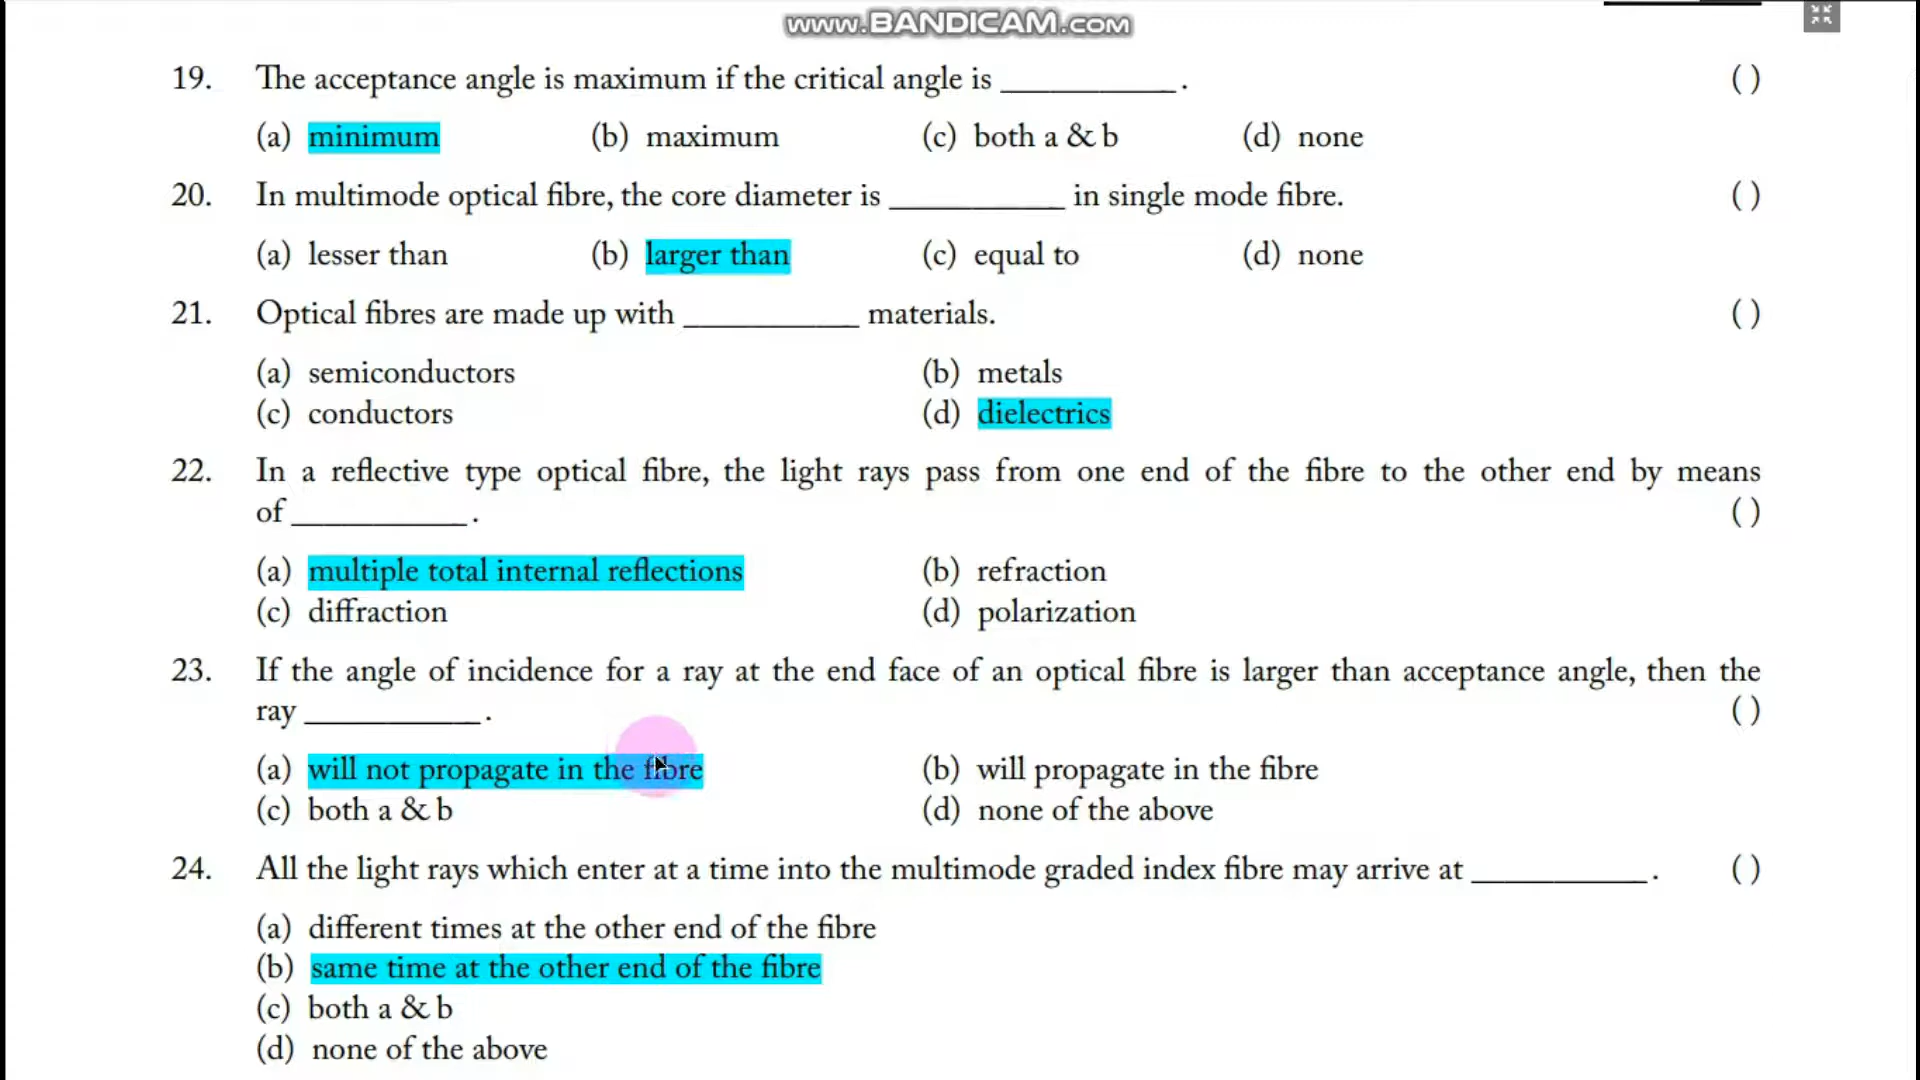 www.BANDICAM.com
19. The acceptance angle is maximum if the critical angle is ___________ . ( )
(a) minimum (b) maximum (c) both a & b (d) none
20. In multimode optical fibre, the core diameter is ___________ in single mode fibre. ( )
(a) lesser than (b) larger than (c) equal to (d) none
21. Optical fibres are made up with ___________ materials. ( )
(a) semiconductors (b) metals
(c) conductors (d) dielectrics
22. In a reflective type optical fibre, the light rays pass from one end of the fibre to the other end by means
of ___________ . ( )
(a) multiple total internal reflections (b) refraction
(c) diffraction (d) polarization
23. If the angle of incidence for a ray at the end face of an optical fibre is larger than acceptance angle, then the
ray ___________ . ( )
(a) will not propagate in the fibre (b) will propagate in the fibre
(c) both a & b (d) none of the above
24. All the light rays which enter at a time into the multimode graded index fibre may arrive at ___________ . ( )
(a) different times at the other end of the fibre
(b) same time at the other end of the fibre
(c) both a & b
(d) none of the above